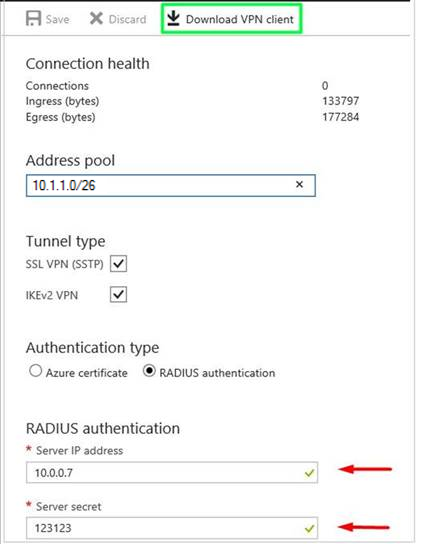 Save Discard Download VPN client
Connection health
Connections 0
Ingress (bytes) 133797
Egress (bytes) 177284
Address pool
10.1.1.0/26 ×
Tunnel type
SSL VPN (SSTP)
IKEv2 VPN
Authentication type
Azure certificate RADIUS authentication
RADIUS authentication
* Server IP address
10.0.0.7
* Server secret
123123